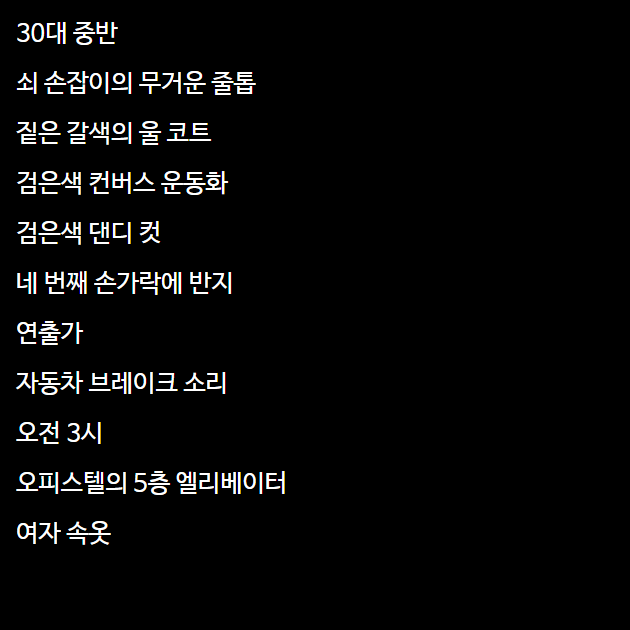 30대 중반
쇠 손잡이의 무거운 줄톱
짙은 갈색의 울 코트
검은색 컨버스 운동화
검은색 댄디 컷
네 번째 손가락에 반지
연출가
자동차 브레이크 소리
오전 3시
오피스텔의 5층 엘리베이터
여자 속옷